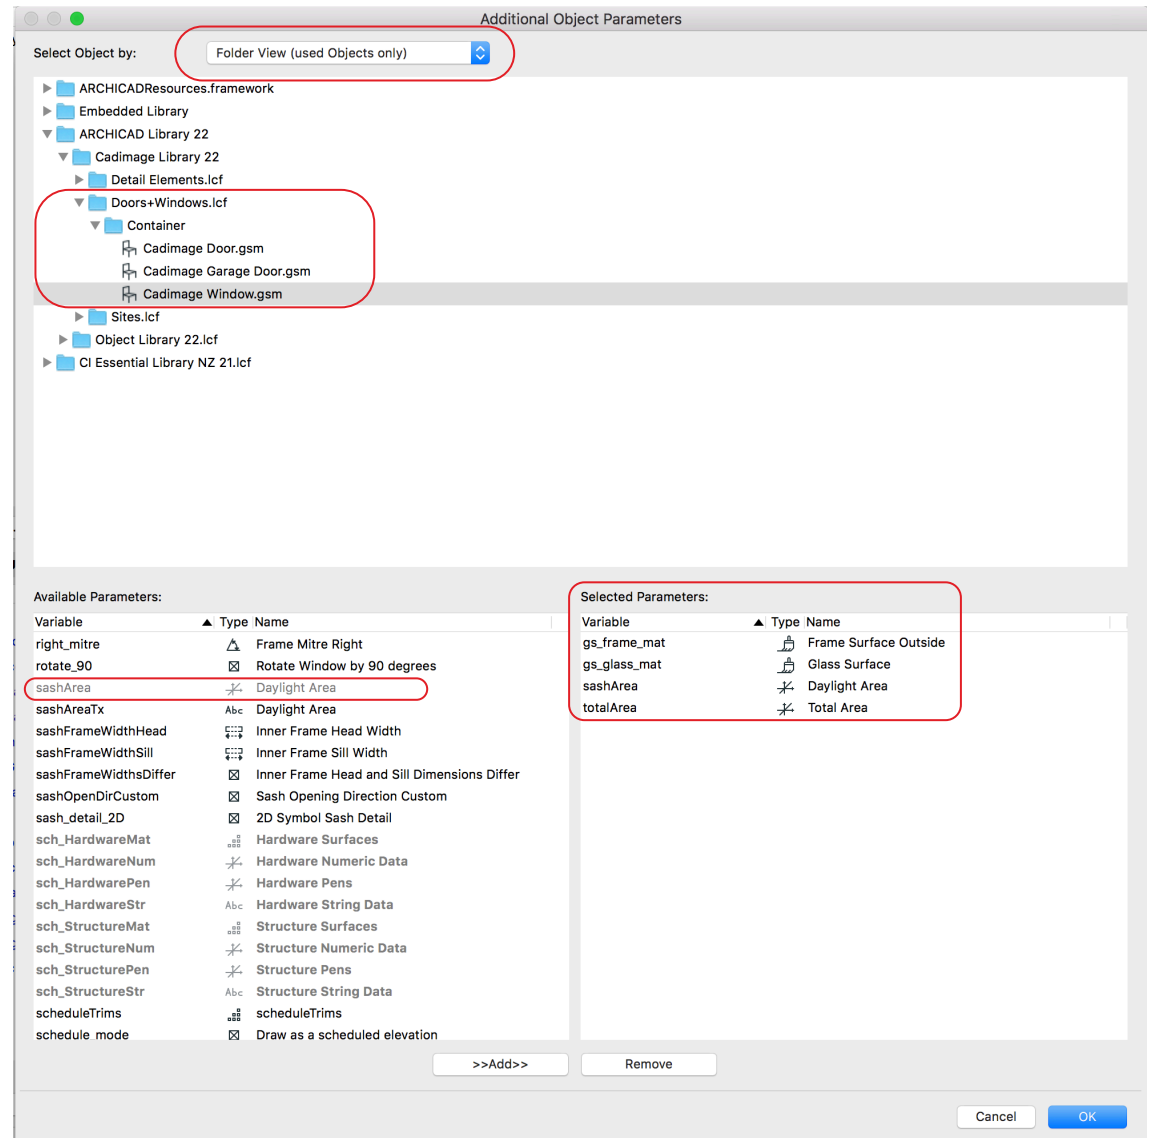 Additional Object Parameters
Select Object by: Folder View (used Objects only)
ARCHICADResources.framework
Embedded Library
ARCHICAD Library 22
Cadimage Library 22
Detail Elements.lcf
Doors+Windows.lcf
Container
Cadimage Door.gsm
Cadimage Garage Door.gsm
Cadimage Window.gsm
Sites.lcf
Object Library 22.lcf
CI Essential Library NZ 21.lcf
Available Parameters:
Variable Type Name
right_mitre Frame Mitre Right
rotate_90 Rotate Window by 90 degrees
sashArea Daylight Area
sashAreaTx Abc Daylight Area
sashFrameWidthHead Inner Frame Head Width
sashFrameWidthSill Inner Frame Sill Width
sashFrameWidthsDiffer Inner Frame Head and Sill Dimensions Differ
sashOpenDirCustom Sash Opening Direction Custom
sash_detail_2D 2D Symbol Sash Detail
sch_HardwareMat Hardware Surfaces
sch_HardwareNum Hardware Numeric Data
sch_HardwarePen Hardware Pens
sch_HardwareStr Abc Hardware String Data
sch_StructureMat Structure Surfaces
sch_StructureNum Structure Numeric Data
sch_StructurePen Structure Pens
sch_StructureStr Abc Structure String Data
scheduleTrims scheduleTrims
schedule_mode Draw as a scheduled elevation
Selected Parameters:
Variable Type Name
gs_frame_mat Frame Surface Outside
gs_glass_mat Glass Surface
sashArea Daylight Area
totalArea Total Area
>>Add>> Remove
Cancel OK